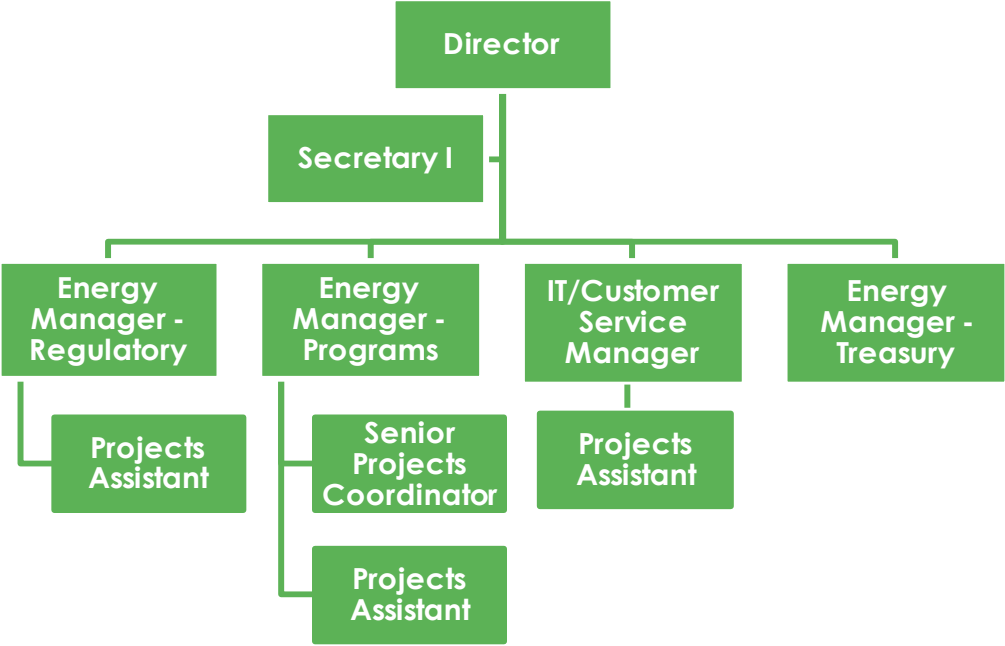 Director
Secretary I
Energy
Manager -
Regulatory
Energy
Manager -
Programs
IT/Customer
Service
Manager
Energy
Manager -
Treasury
Projects
Assistant
Senior
Projects
Coordinator
Projects
Assistant
Projects
Assistant